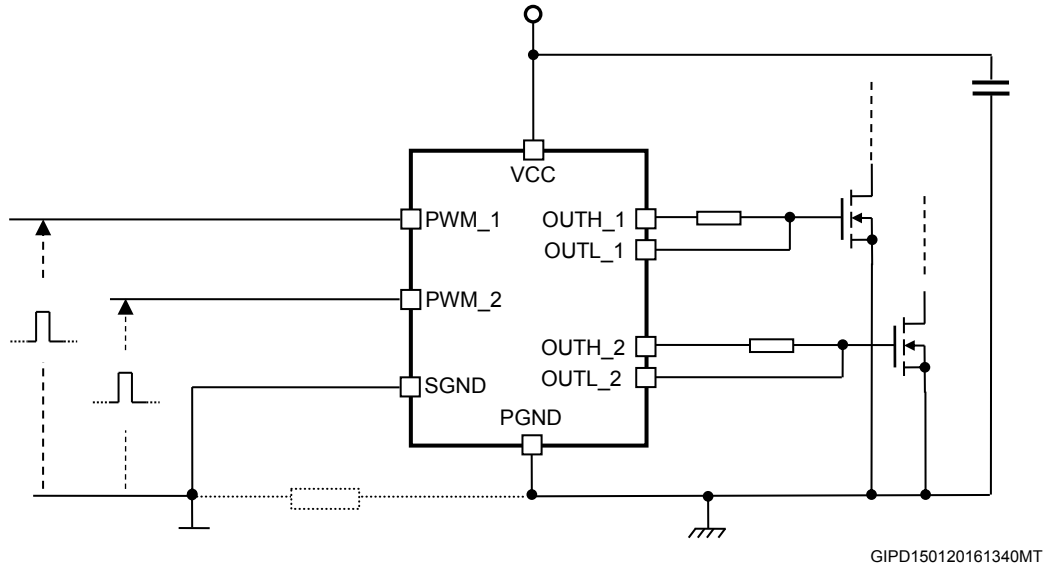 VCC
PWM_1
OUTH_1
OUTL_1
PWM_2
OUTH_2
OUTL_2
SGND
PGND
GIPD150120161340MT